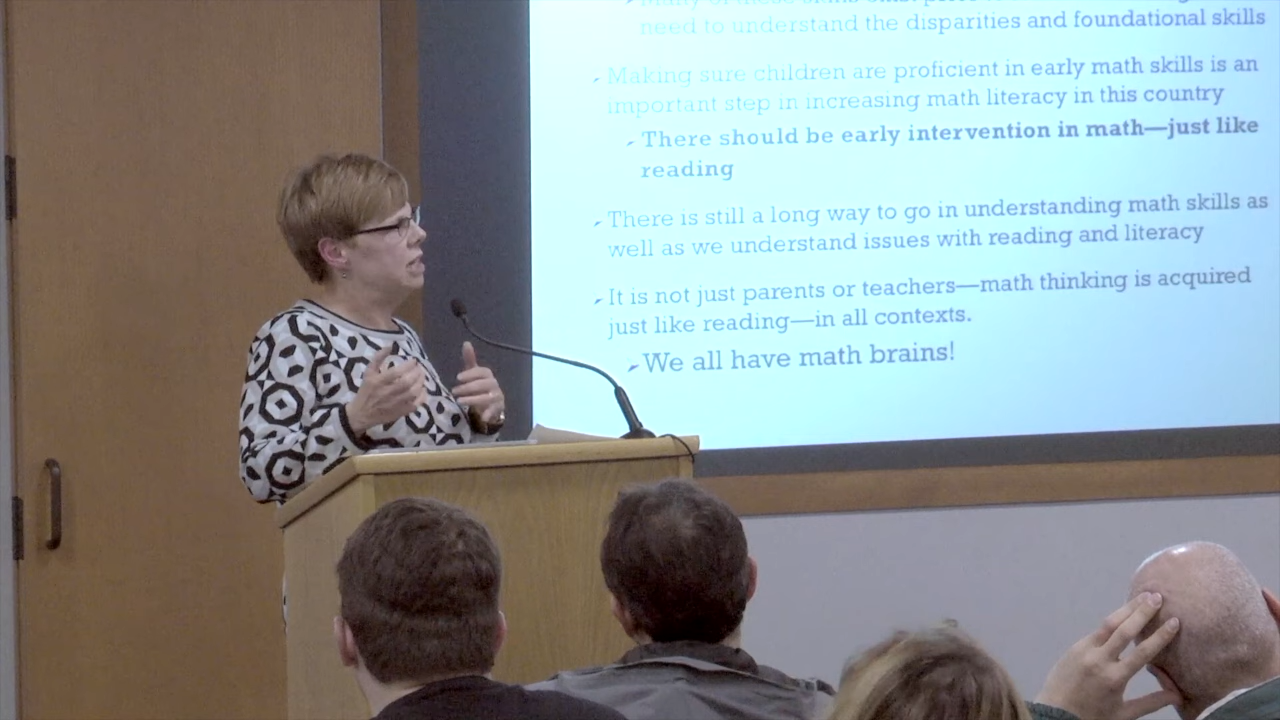 need to understand the disparities and foundational skills
Making sure children are proficient in early math skills is an
important step in increasing math literacy in this country
There should be early intervention in math—just like
reading
There is still a long way to go in understanding math skills as
well as we understand issues with reading and literacy
It is not just parents or teachers—math thinking is acquired
just like reading—in all contexts.
We all have math brains!